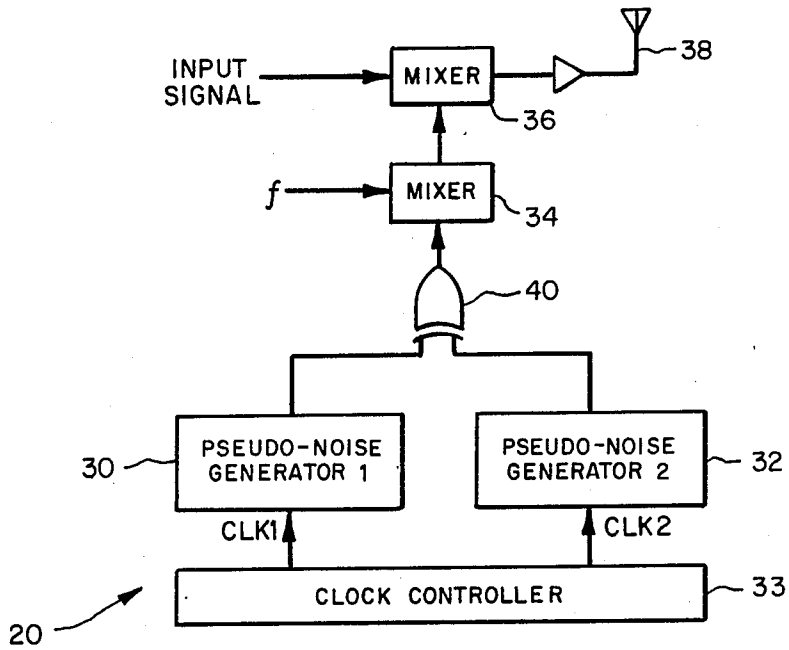 INPUT
SIGNAL
MIXER
38
36
f
MIXER
34
40
PSEUDO-NOISE
GENERATOR 1
30
PSEUDO-NOISE
GENERATOR 2
32
CLK1
CLK2
CLOCK CONTROLLER
33
20